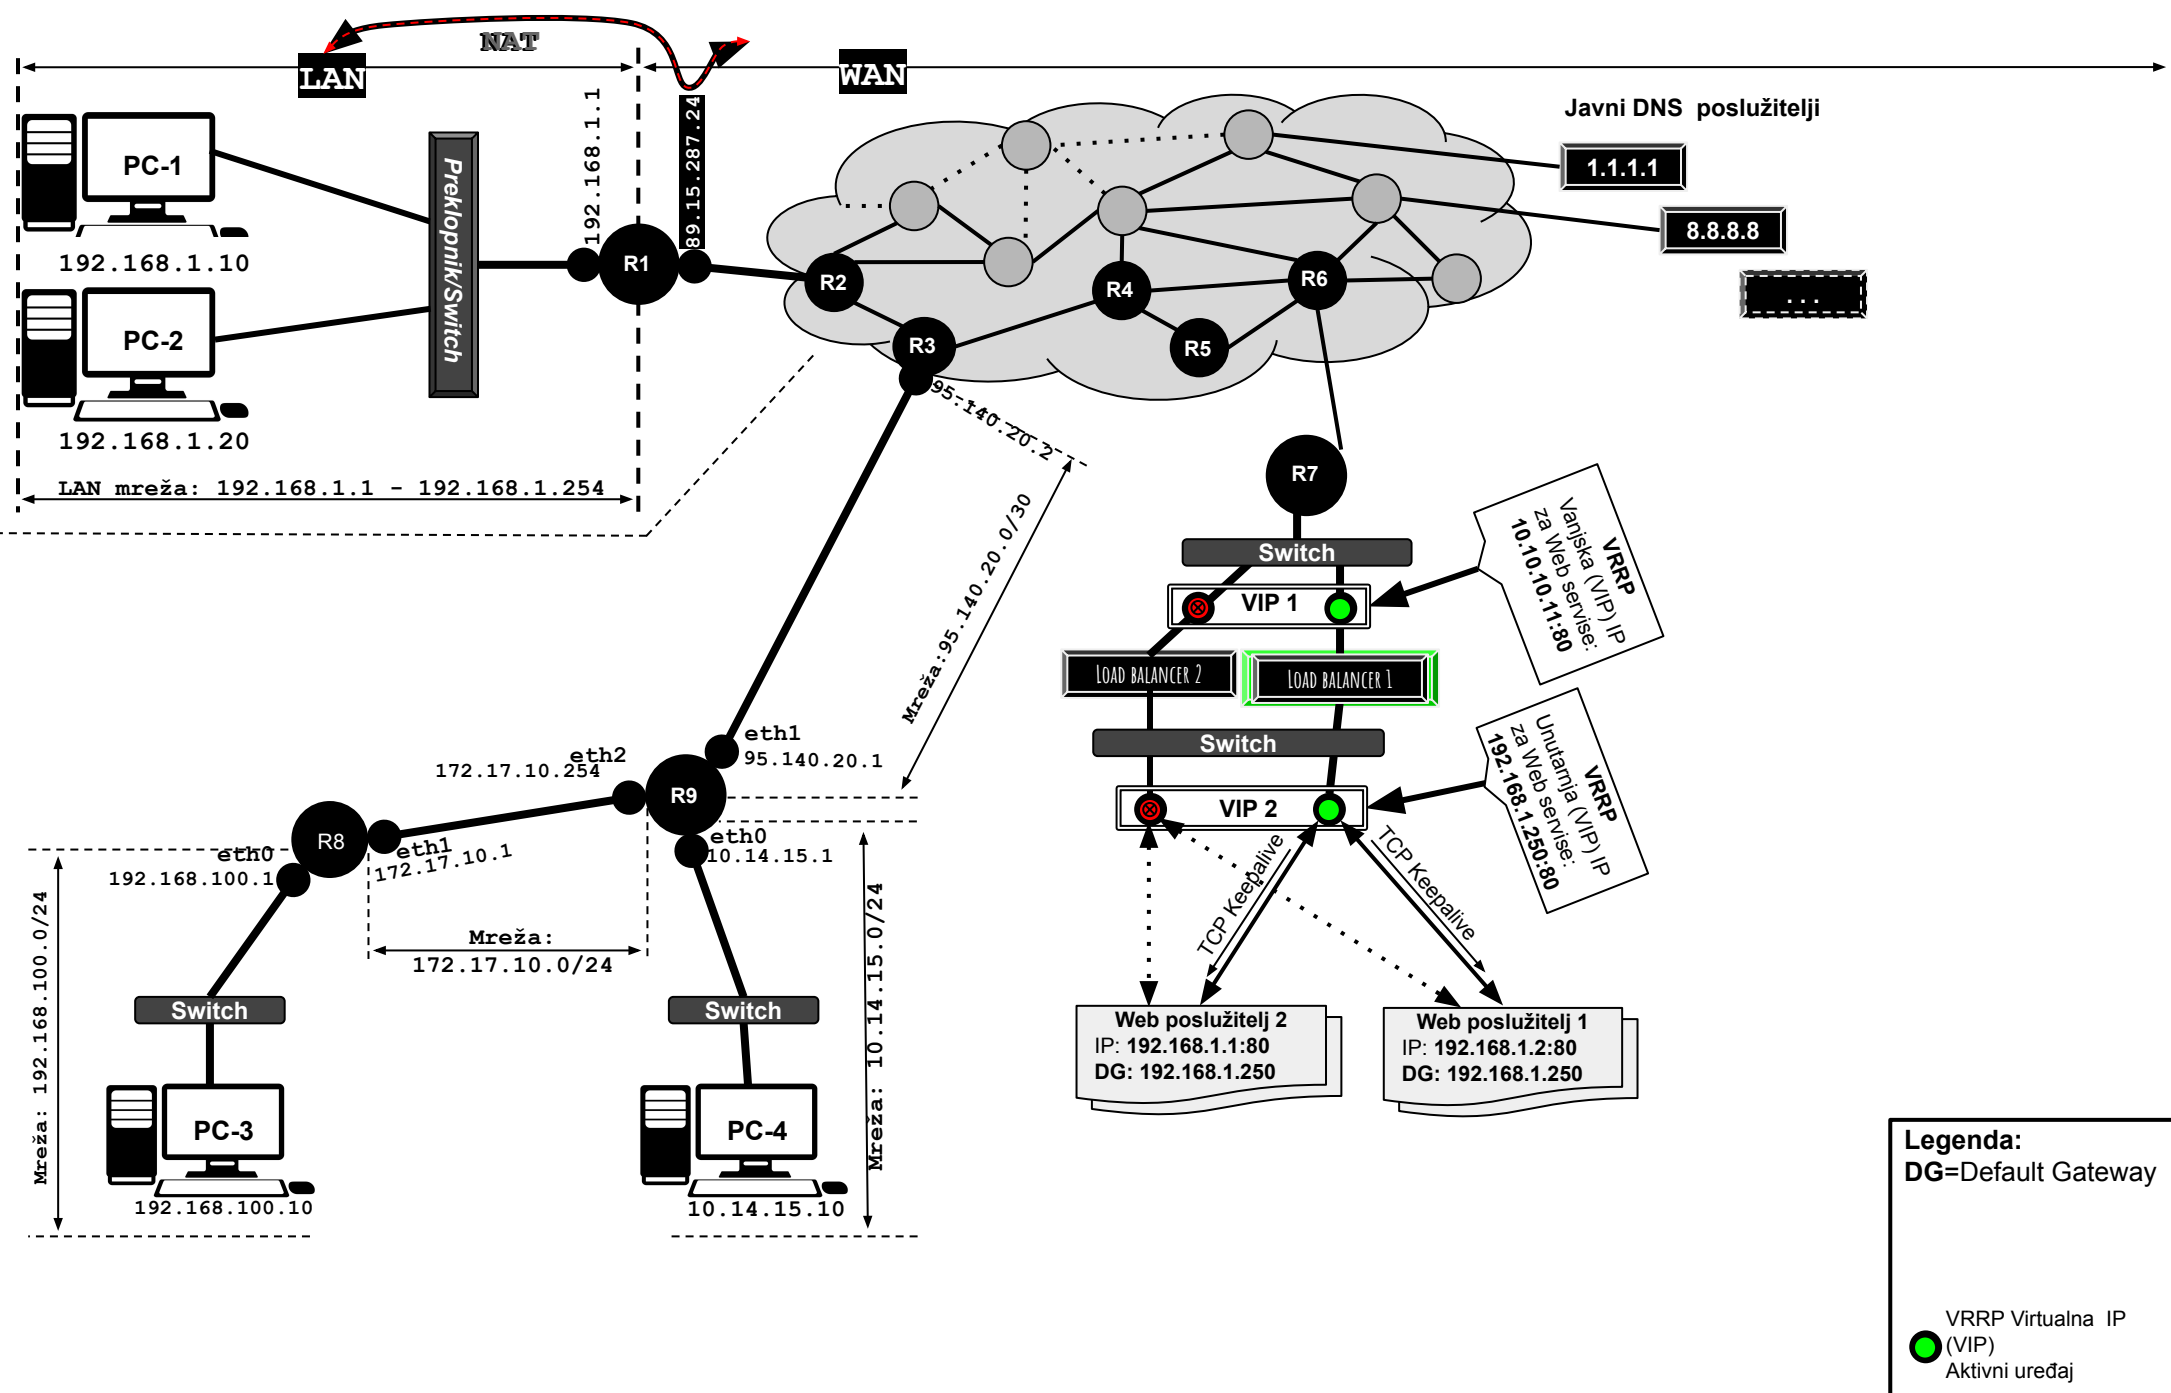 NAT
LAN
WAN
Javni DNS  poslužitelji
1.1.1.1
8.8.8.8
...
PC-1
192.168.1.10
PC-2
192.168.1.20
Preklopnik/Switch
192.168.1.1
89.15.287.24
R1
LAN mreža: 192.168.1.1 - 192.168.1.254
R2
R3
R4
R5
R6
95.140.20.2
Mreža:95.140.20.0/30
R7
Switch
VIP 1
VRRP
Vanjska (VIP) IP
za Web servise:
10.10.10.11:80
LOAD BALANCER 2
LOAD BALANCER 1
Switch
VIP 2
VRRP
Unutarnja (VIP) IP
za Web servise:
192.168.1.250:80
TCP Keepalive
TCP Keepalive
Web poslužitelj 2
IP: 192.168.1.1:80
DG: 192.168.1.250
Web poslužitelj 1
IP: 192.168.1.2:80
DG: 192.168.1.250
eth1
95.140.20.1
eth2
172.17.10.254
R9
eth0
10.14.15.1
R8
eth1
172.17.10.1
eth0
192.168.100.1
Mreža:
172.17.10.0/24
Mreža: 192.168.100.0/24
Mreža: 10.14.15.0/24
Switch
PC-3
192.168.100.10
Switch
PC-4
10.14.15.10
Legenda:
DG=Default Gateway
VRRP Virtualna  IP
(VIP)
Aktivni uređaj